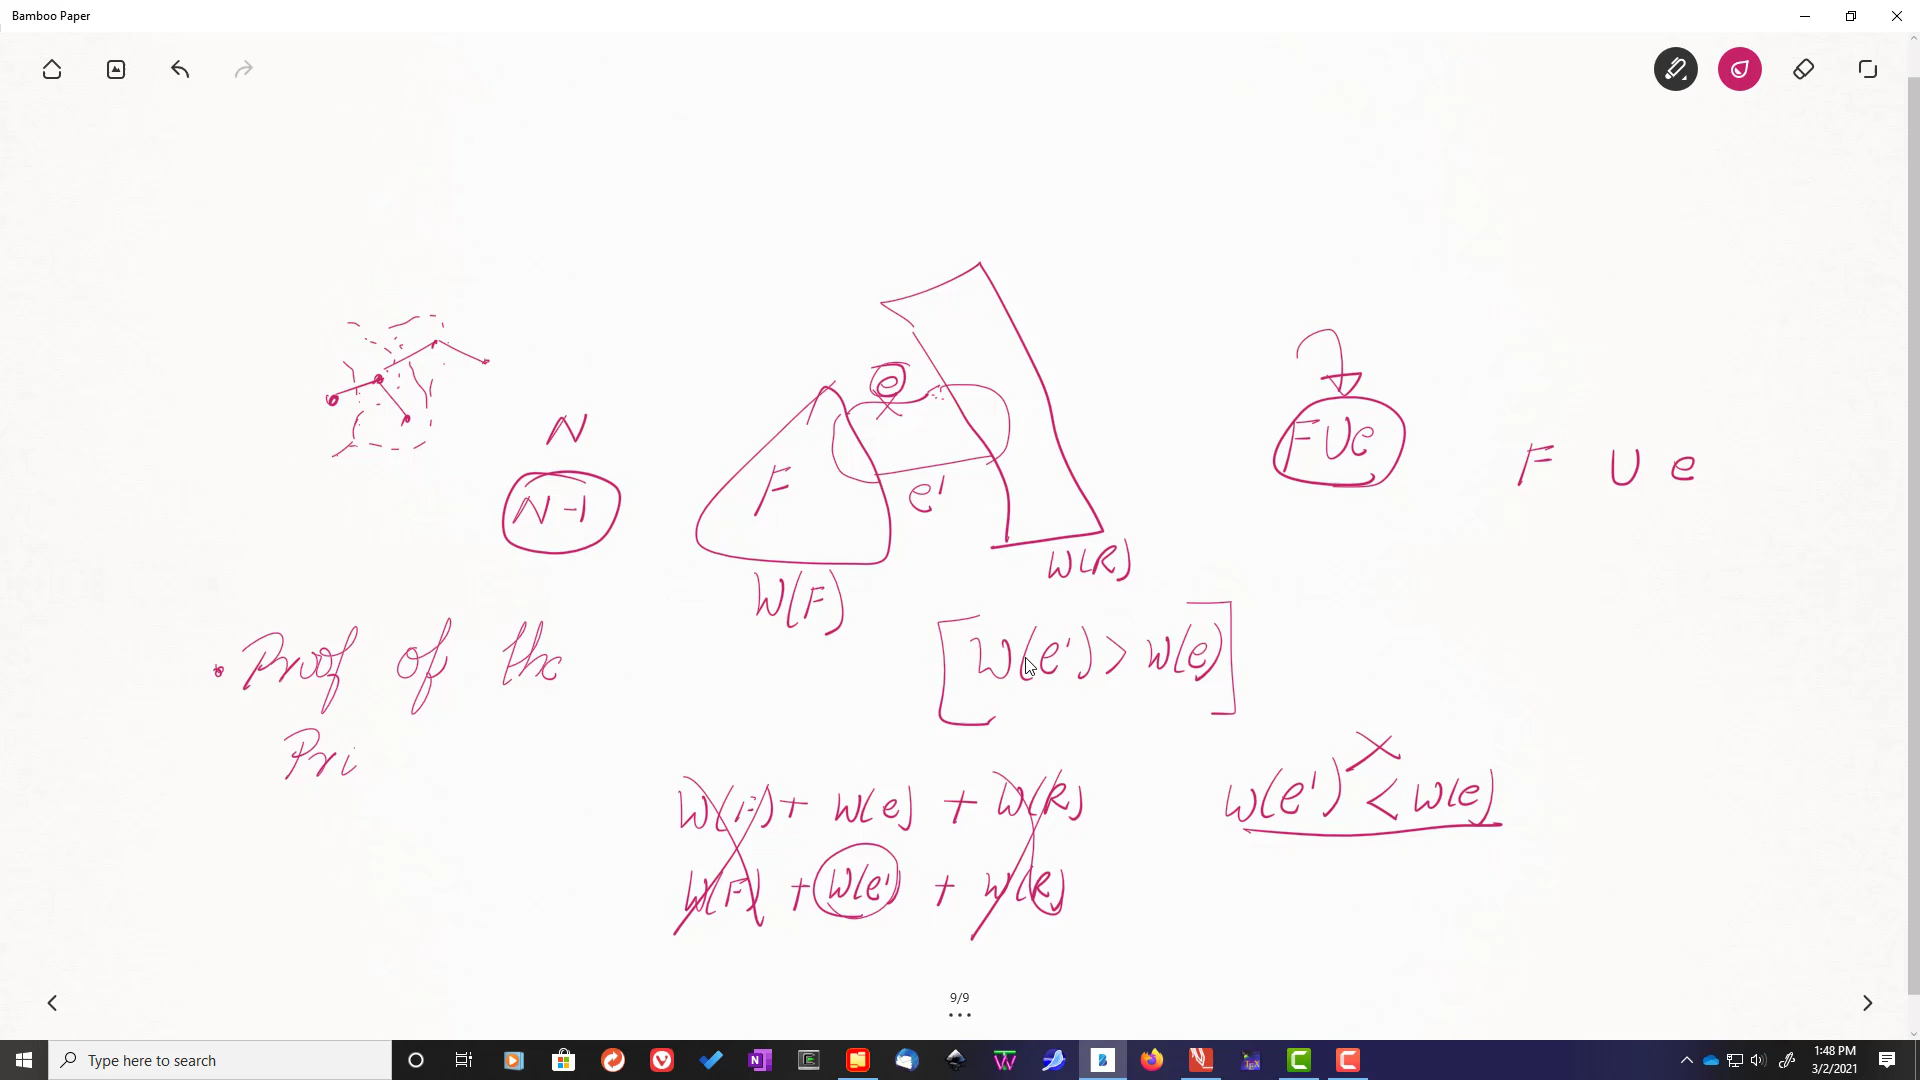 Bamboo Paper
e
N
N-1
F
e'
F U e
F U e
W(F)
W(R)
• Proof of the
Pri
W(e') > W(e)
W(F) + W(e) + W(R)
W(F) + W(e') + W(R)
W(e') < W(e)
9/9
Type here to search
1:48 PM
3/2/2021